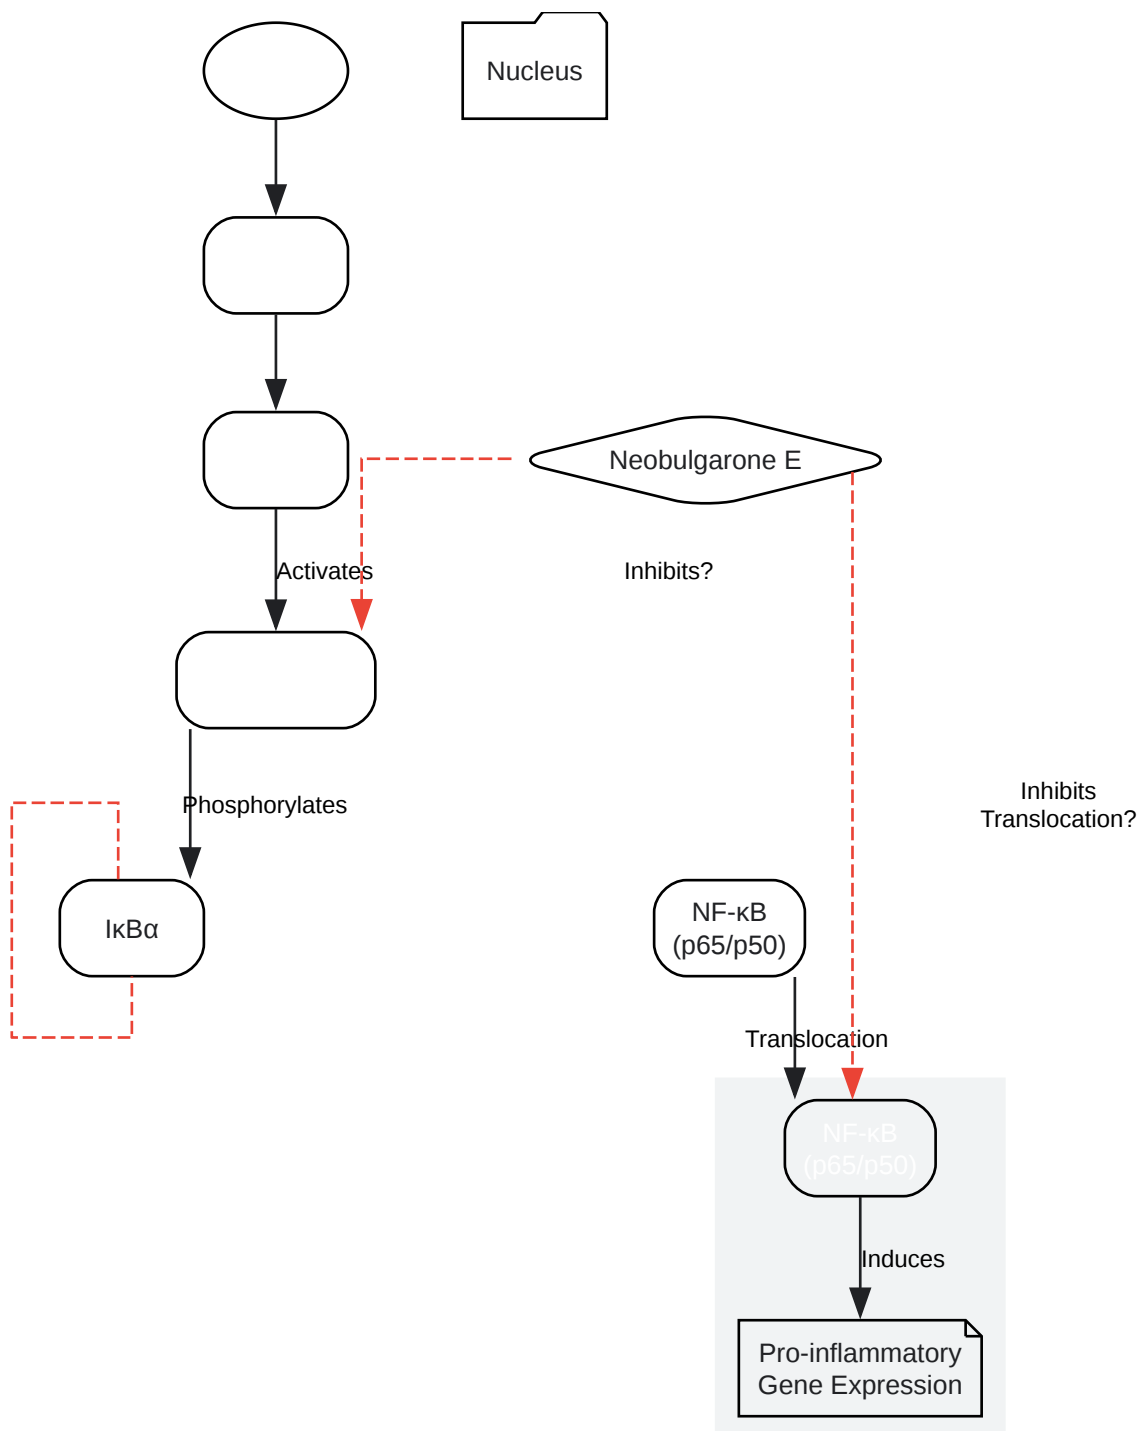 Nucleus
Neobulgarone E
Activates
Inhibits?
Inhibits
Translocation?
Phosphorylates
NF-κB
(p65/p50)
IκBα
Translocation
NF-κB
(p65/p50)
Induces
Pro-inflammatory
Gene Expression